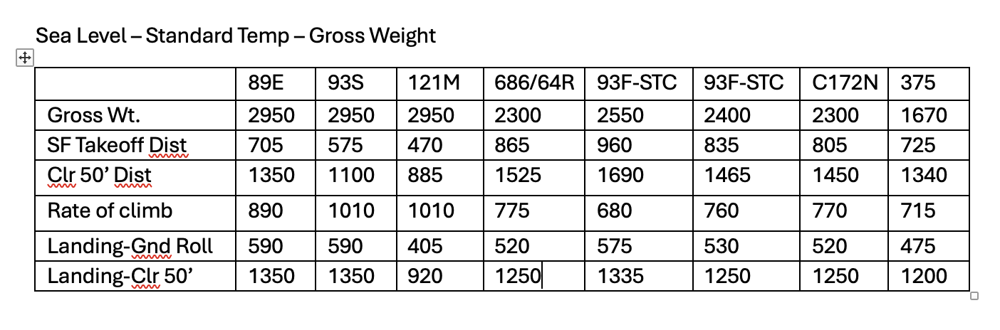 Sea Level – Standard Temp – Gross Weight
89E 93S 121M 686/64R 93F-STC 93F-STC C172N 375
Gross Wt. 2950 2950 2950 2300 2550 2400 2300 1670
SF Takeoff Dist 705 575 470 865 960 835 805 725
Clr 50’ Dist 1350 1100 885 1525 1690 1465 1450 1340
Rate of climb 890 1010 1010 775 680 760 770 715
Landing-Gnd Roll 590 590 405 520 575 530 520 475
Landing-Clr 50’ 1350 1350 920 1250 1335 1250 1250 1200